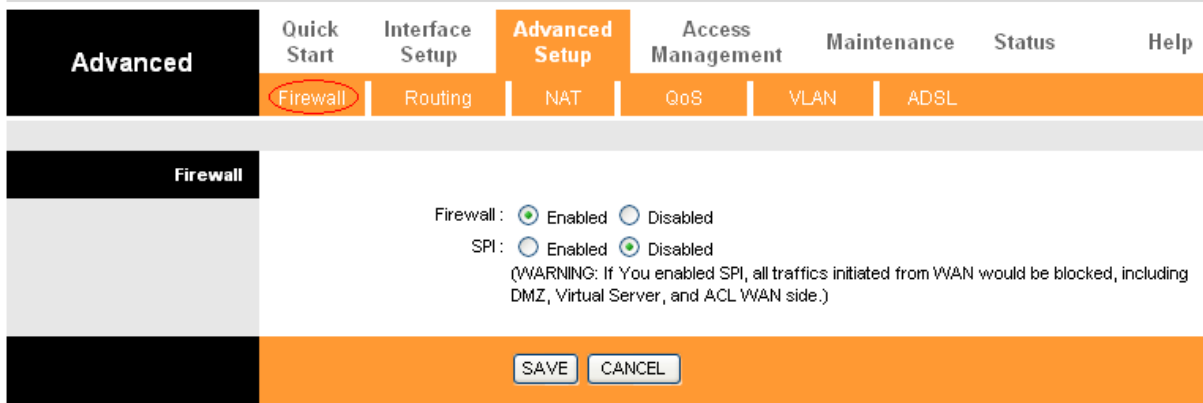 Advanced
Quick Start
Interface Setup
Advanced Setup
Access Management
Maintenance
Status
Help
Firewall
Routing
NAT
QoS
VLAN
ADSL
Firewall
Firewall : Enabled Disabled
SPI : Enabled Disabled
(WARNING: If You enabled SPI, all traffics initiated from WAN would be blocked, including
DMZ, Virtual Server, and ACL WAN side.)
SAVE CANCEL